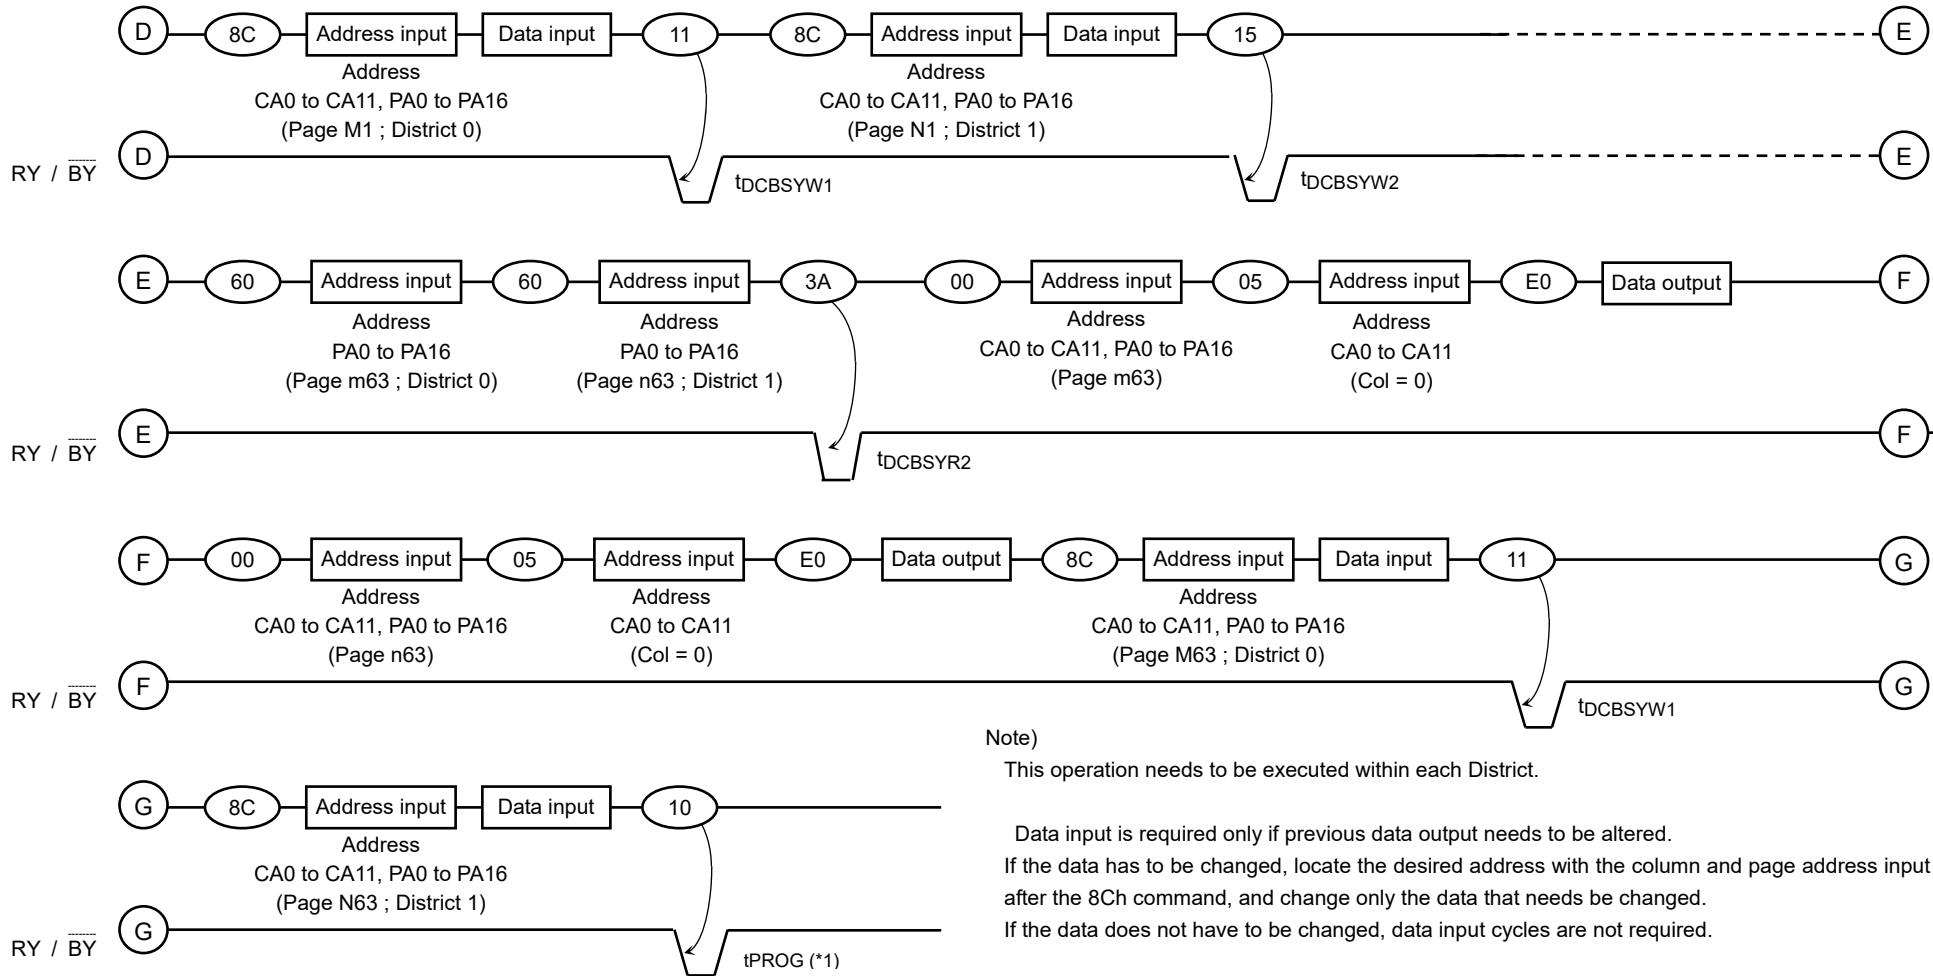 D 8C Address input Data input 11 8C Address input Data input 15 E
Address Address
CA0 to CA11, PA0 to PA16 CA0 to CA11, PA0 to PA16
(Page M1 ; District 0) (Page N1 ; District 1)
RY / BY D tDCBSYW1 tDCBSYW2 E
E 60 Address input 60 Address input 3A 00 Address input 05 Address input E0 Data output F
Address Address Address Address
PA0 to PA16 PA0 to PA16 CA0 to CA11, PA0 to PA16 CA0 to CA11
(Page m63 ; District 0) (Page n63 ; District 1) (Page m63) (Col = 0)
RY / BY E tDCBSYR2 F
F 00 Address input 05 Address input E0 Data output 8C Address input Data input 11 G
Address Address Address
CA0 to CA11, PA0 to PA16 CA0 to CA11 CA0 to CA11, PA0 to PA16
(Page n63) (Col = 0) (Page M63 ; District 0)
RY / BY F tDCBSYW1 G
G 8C Address input Data input 10
Address
CA0 to CA11, PA0 to PA16
(Page N63 ; District 1)
RY / BY G tPROG (*1)
Note)
This operation needs to be executed within each District.
Data input is required only if previous data output needs to be altered.
If the data has to be changed, locate the desired address with the column and page address input
after the 8Ch command, and change only the data that needs be changed.
If the data does not have to be changed, data input cycles are not required.